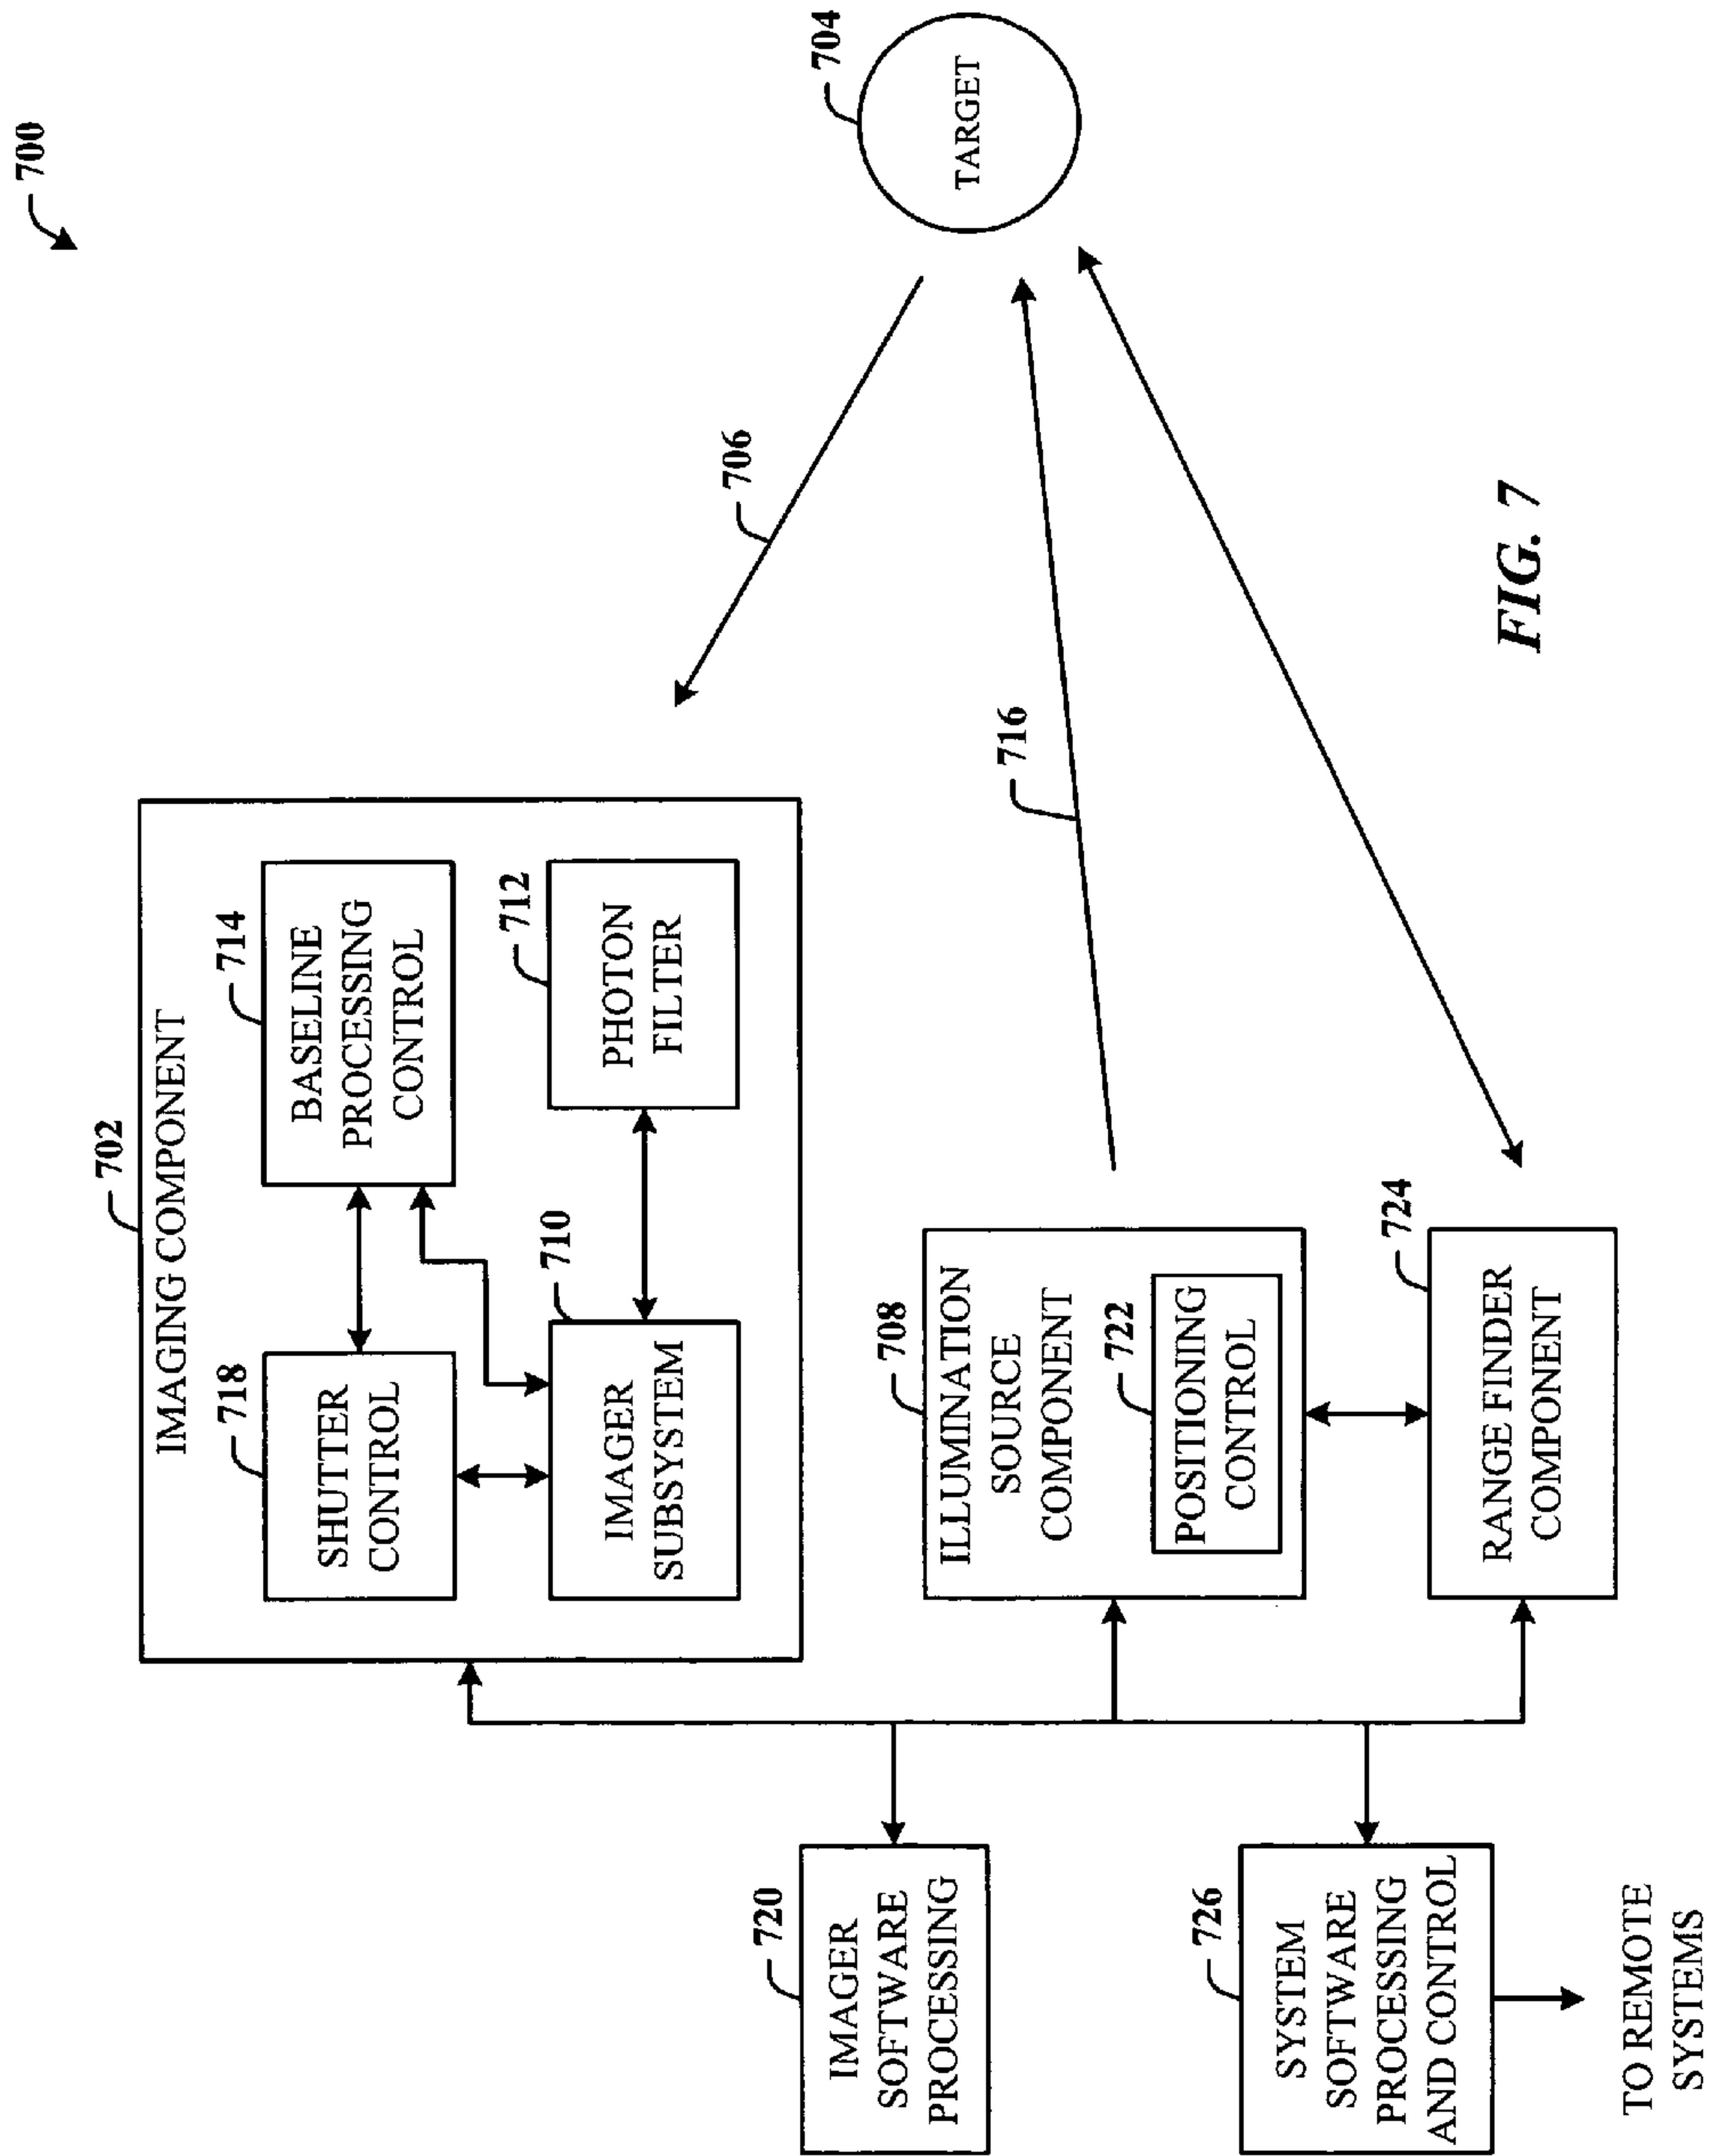 700
702
IMAGING COMPONENT
718
SHUTTER
CONTROL
714
BASELINE
PROCESSING
CONTROL
710
IMAGER
SUBSYSTEM
712
PHOTON
FILTER
706
704
TARGET
720
IMAGER
SOFTWARE
PROCESSING
708
ILLUMINATION
SOURCE
COMPONENT
722
POSITIONING
CONTROL
716
726
SYSTEM
SOFTWARE
PROCESSING
AND CONTROL
724
RANGE FINDER
COMPONENT
TO REMOTE
SYSTEMS
FIG. 7